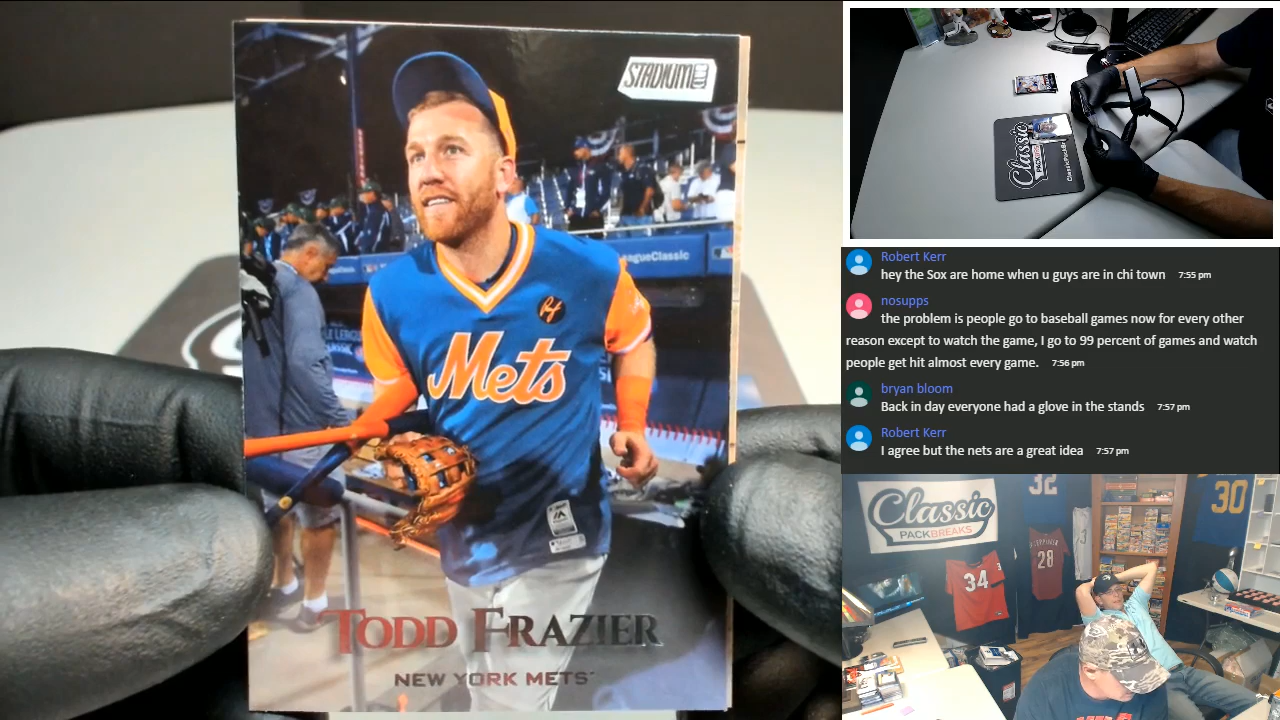 STADIUM CLUB
LeagueClassic
Mets
TODD FRAZIER
NEW YORK METS
Classic
Robert Kerr
hey the Sox are home when u guys are in chi town 7:55 pm
nosupps
the problem is people go to baseball games now for every other
reason except to watch the game, I go to 99 percent of games and watch
people get hit almost every game. 7:56 pm
bryan bloom
Back in day everyone had a glove in the stands 7:57 pm
Robert Kerr
I agree but the nets are a great idea 7:57 pm
Classic
PACKBREAKS
32
30
28
34